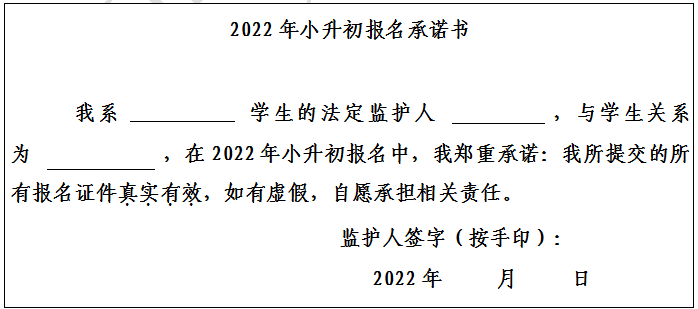 2022年小升初报名承诺书
我系 __________ 学生的法定监护人 _________ ，与学生关系
为 __________ ，在2022年小升初报名中，我郑重承诺：我所提交的所
有报名证件真实有效，如有虚假，自愿承担相关责任。
监护人签字（按手印）：
2022年 月 日